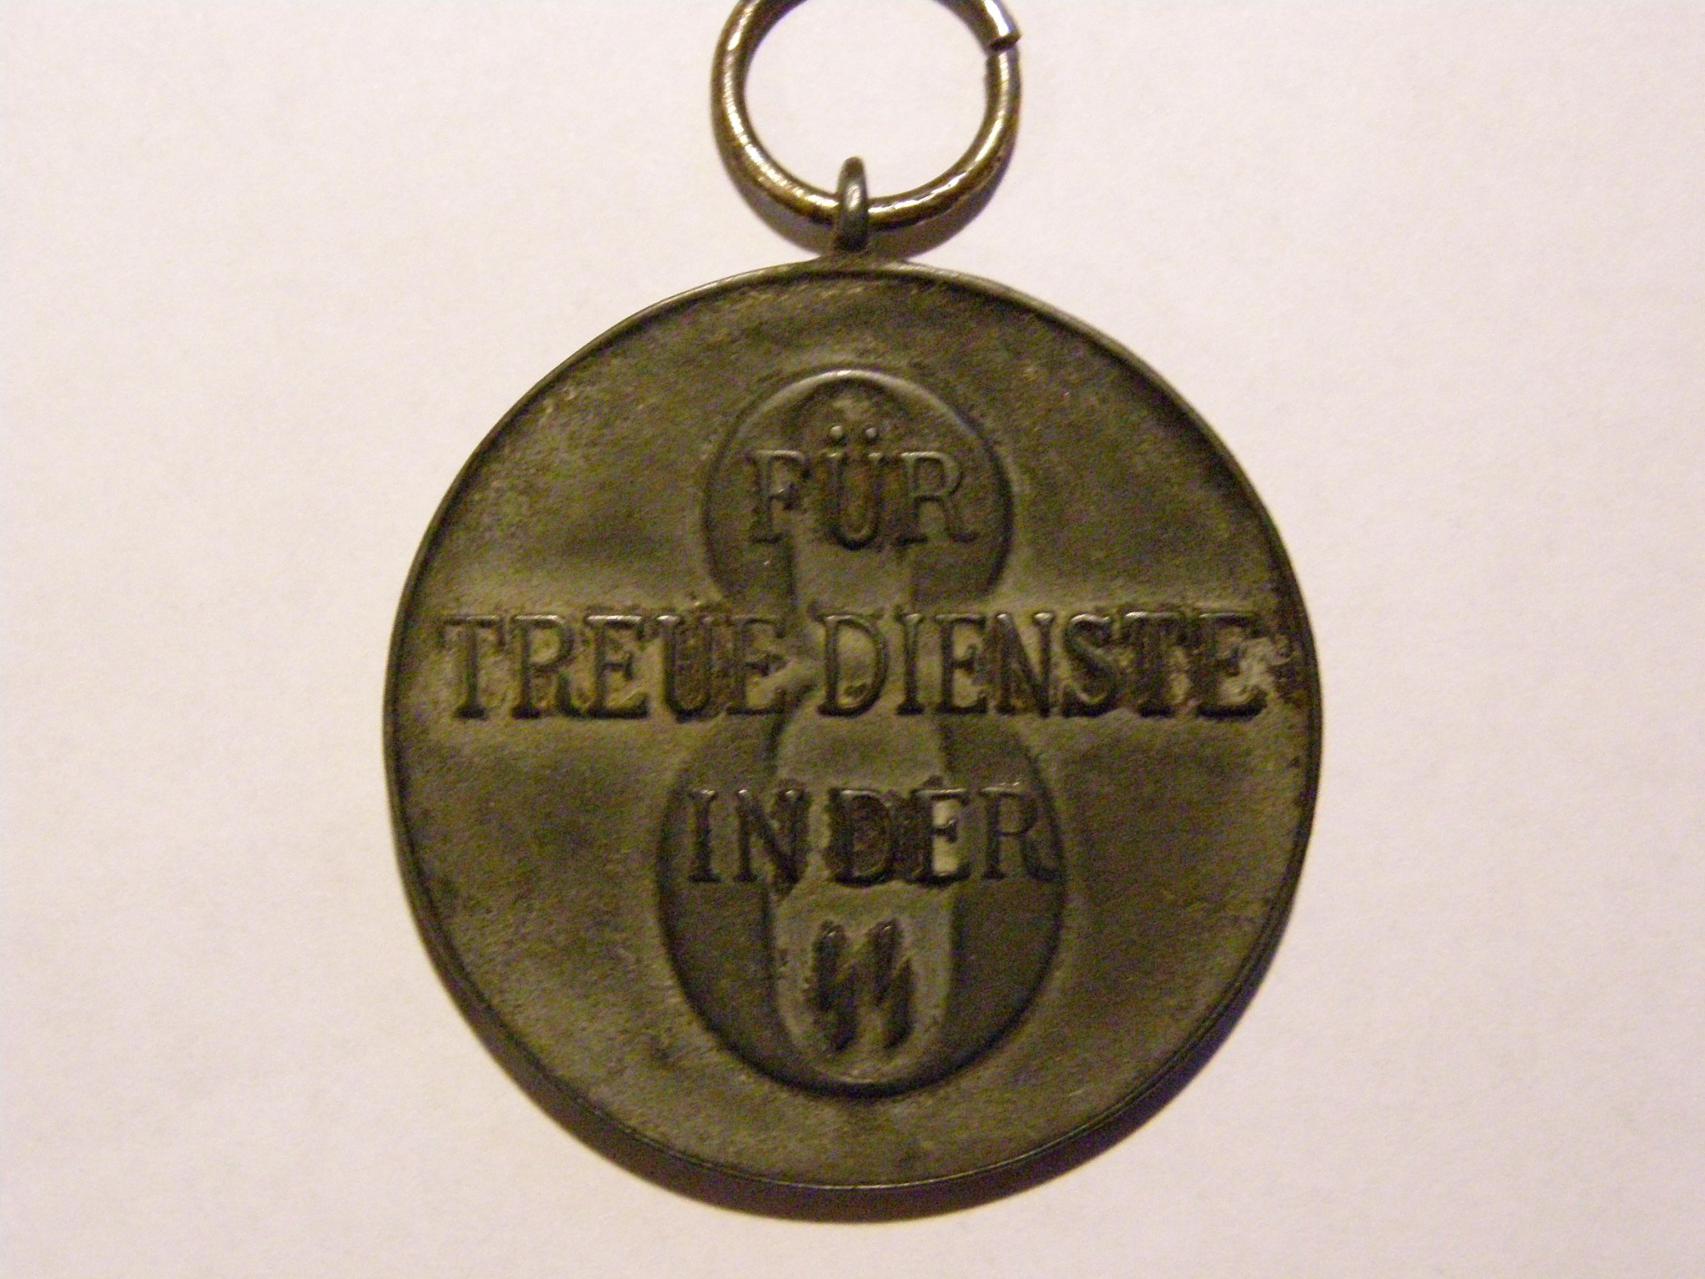 FÜR
TREUE DIENSTE
IN DER
ᛋᛋ